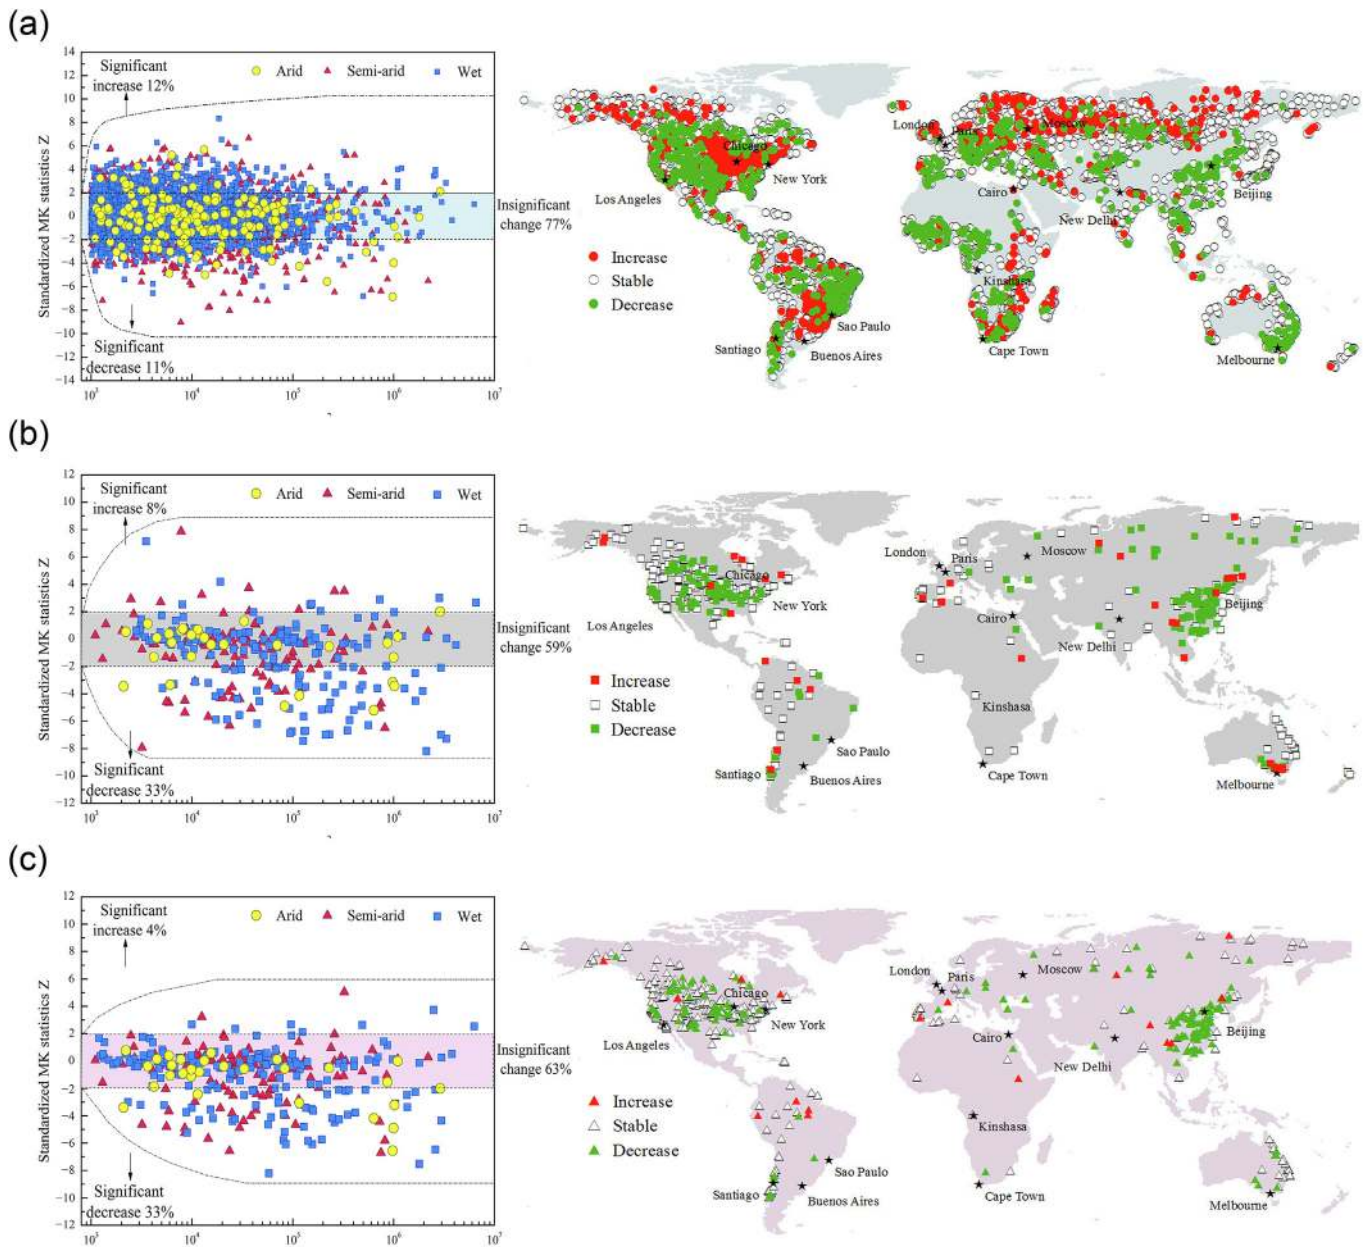 (a)
14
12
10
8
6
4
2
0
−2
−4
−6
−8
−10
−12
−14
Standardized MK statistics Z
Significant
increase 12%
Arid
Semi-arid
Wet
Insignificant
change 77%
Significant
decrease 11%
10³
10⁴
10⁵
10⁶
10⁷
London
Paris
Moscow
Chicago
New York
Los Angeles
Cairo
New Delhi
Beijing
Increase
Stable
Decrease
Kinshasa
Sao Paulo
Santiago
Buenos Aires
Cape Town
Melbourne
(b)
12
10
8
6
4
2
0
−2
−4
−6
−8
−10
−12
Standardized MK statistics Z
Significant
increase 8%
Arid
Semi-arid
Wet
Insignificant
change 59%
Significant
decrease 33%
10³
10⁴
10⁵
10⁶
10⁷
London
Paris
Moscow
Chicago
New York
Los Angeles
Cairo
New Delhi
Beijing
Increase
Stable
Decrease
Kinshasa
Sao Paulo
Santiago
Buenos Aires
Cape Town
Melbourne
(c)
12
10
8
6
4
2
0
−2
−4
−6
−8
−10
−12
Standardized MK statistics Z
Significant
increase 4%
Arid
Semi-arid
Wet
Insignificant
change 63%
Significant
decrease 33%
10³
10⁴
10⁵
10⁶
10⁷
London
Paris
Moscow
Chicago
New York
Los Angeles
Cairo
New Delhi
Beijing
Increase
Stable
Decrease
Kinshasa
Sao Paulo
Santiago
Buenos Aires
Cape Town
Melbourne